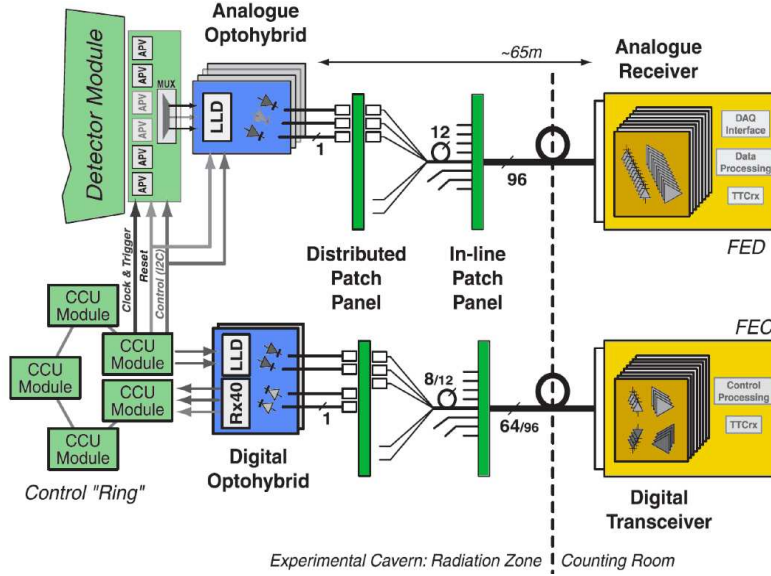 Analogue
Optohybrid
~65m
Analogue
Receiver
Detector Module
APV
APV
APV
APV
APV
APV
MUX
LLD
1
12
96
DAQ
Interface
Data
Processing
TTCrx
FED
Distributed
Patch
Panel
In-line
Patch
Panel
Clock & Trigger
Reset
Control (I2C)
CCU
Module
CCU
Module
CCU
Module
CCU
Module
CCU
Module
Control "Ring"
LLD
Rx40
1
Digital
Optohybrid
8/12
64/96
FEC
Control
Processing
TTCrx
Digital
Transceiver
Experimental Cavern: Radiation Zone
Counting Room